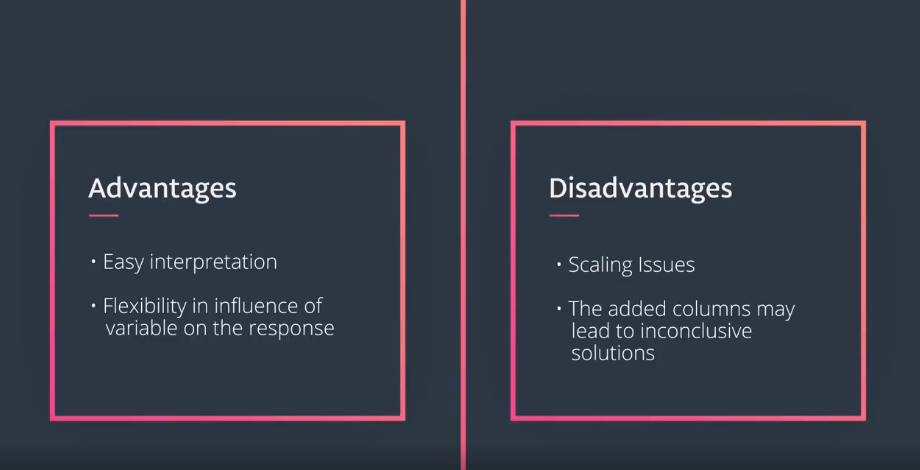 Advantages
• Easy interpretation
• Flexibility in influence of
variable on the response
Disadvantages
• Scaling Issues
• The added columns may
lead to inconclusive
solutions